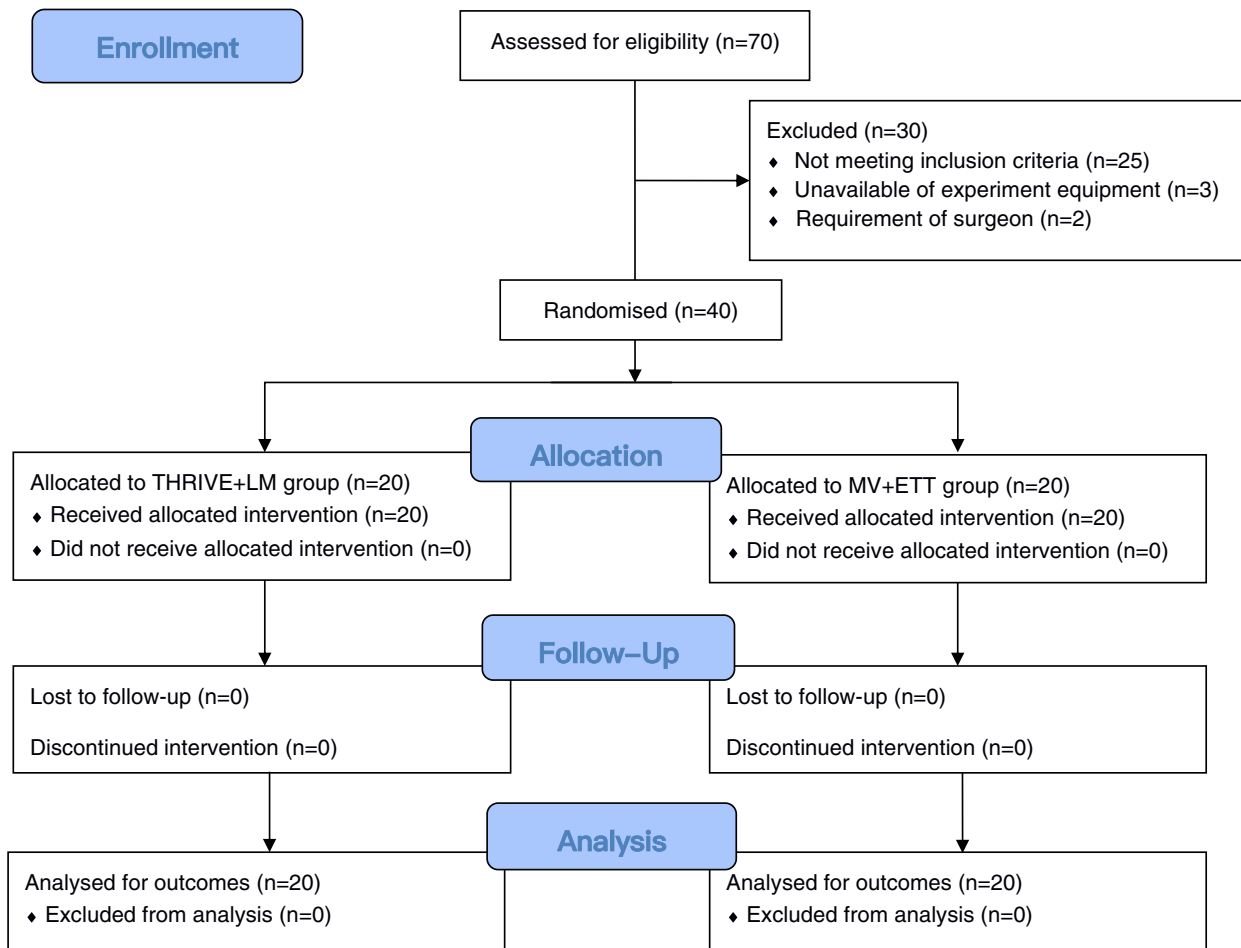 Enrollment
Assessed for eligibility (n=70)
Excluded (n=30)
♦ Not meeting inclusion criteria (n=25)
♦ Unavailable of experiment equipment (n=3)
♦ Requirement of surgeon (n=2)
Randomised (n=40)
Allocation
Allocated to THRIVE+LM group (n=20)
♦ Received allocated intervention (n=20)
♦ Did not receive allocated intervention (n=0)
Allocated to MV+ETT group (n=20)
♦ Received allocated intervention (n=20)
♦ Did not receive allocated intervention (n=0)
Follow–Up
Lost to follow-up (n=0)
Discontinued intervention (n=0)
Lost to follow-up (n=0)
Discontinued intervention (n=0)
Analysis
Analysed for outcomes (n=20)
♦ Excluded from analysis (n=0)
Analysed for outcomes (n=20)
♦ Excluded from analysis (n=0)